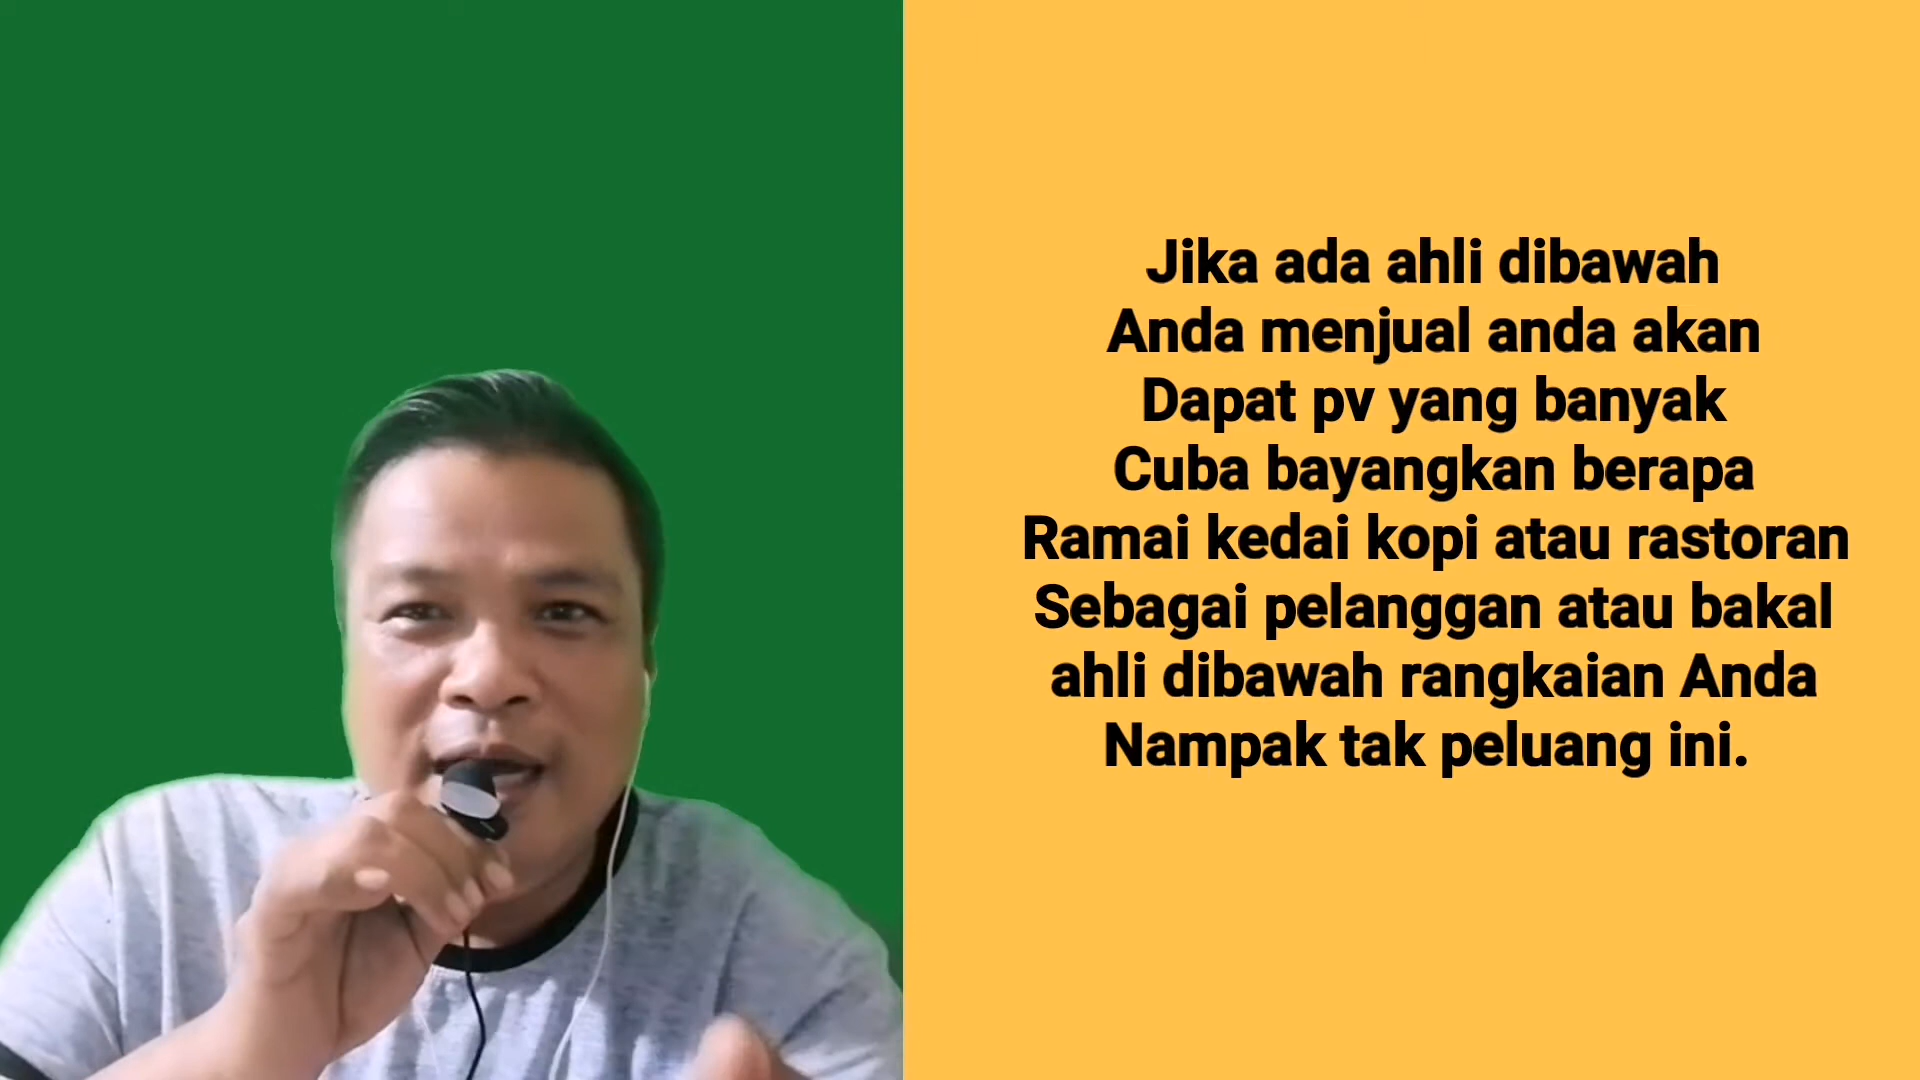 Jika ada ahli dibawah
Anda menjual anda akan
Dapat pv yang banyak
Cuba bayangkan berapa
Ramai kedai kopi atau rastoran
Sebagai pelanggan atau bakal
ahli dibawah rangkaian Anda
Nampak tak peluang ini.